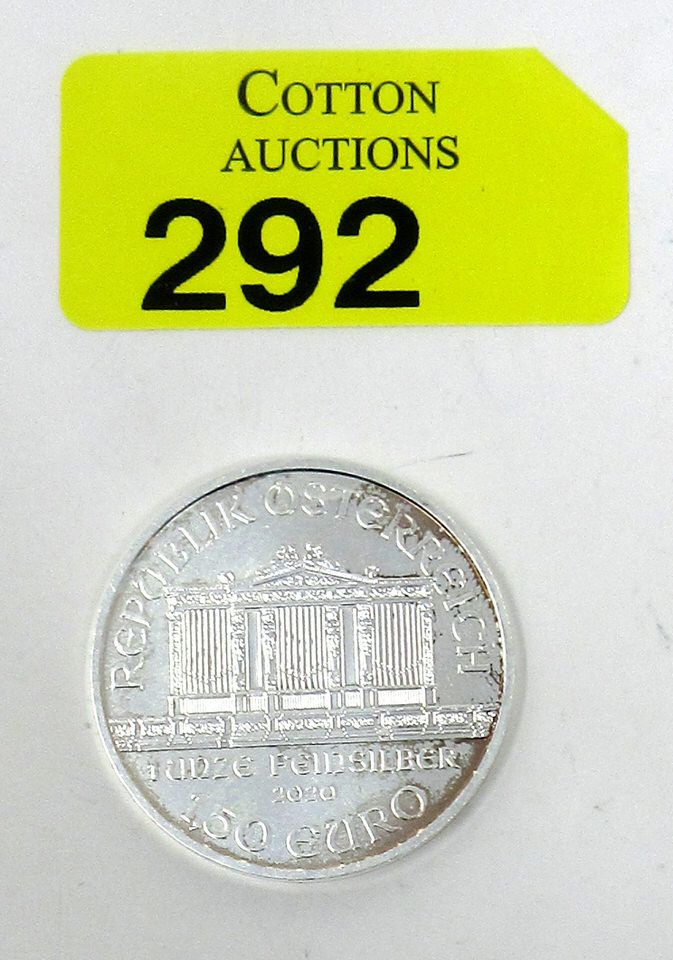 COTTON
AUCTIONS
292
REPUBLIK ÖSTERREICH
1 UNZE FEINSILBER
2020
1,50 EURO